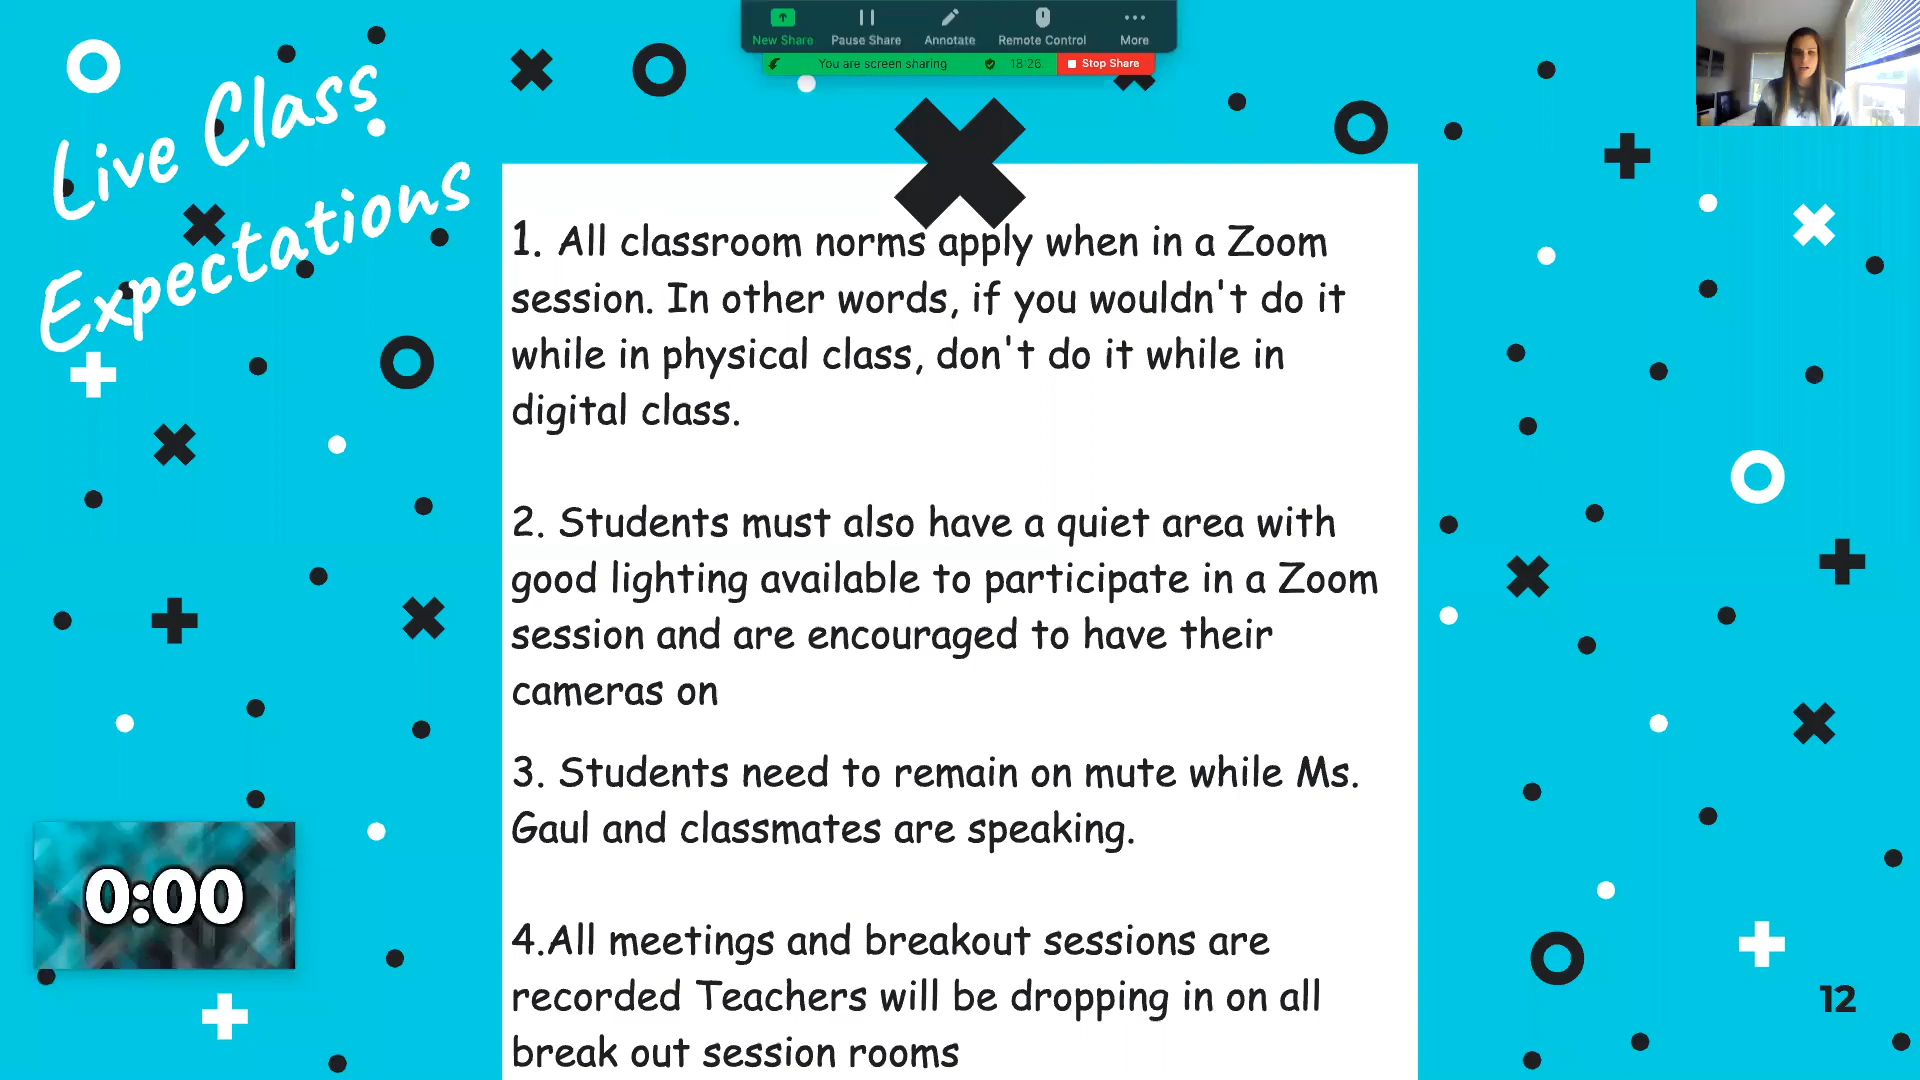 New Share Pause Share Annotate Remote Control More
You are screen sharing 18:26 Stop Share
Live Class
Expectations
1. All classroom norms apply when in a Zoom
session. In other words, if you wouldn't do it
while in physical class, don't do it while in
digital class.
2. Students must also have a quiet area with
good lighting available to participate in a Zoom
session and are encouraged to have their
cameras on
3. Students need to remain on mute while Ms.
Gaul and classmates are speaking.
4.All meetings and breakout sessions are
recorded Teachers will be dropping in on all
break out session rooms
0:00
12